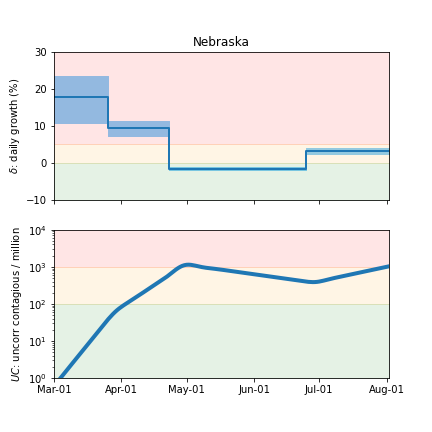 Nebraska
δ: daily growth (%)
30
20
10
0
−10
UC: uncorr contagious / million
10⁴
10³
10²
10¹
10⁰
Mar-01 Apr-01 May-01 Jun-01 Jul-01 Aug-01